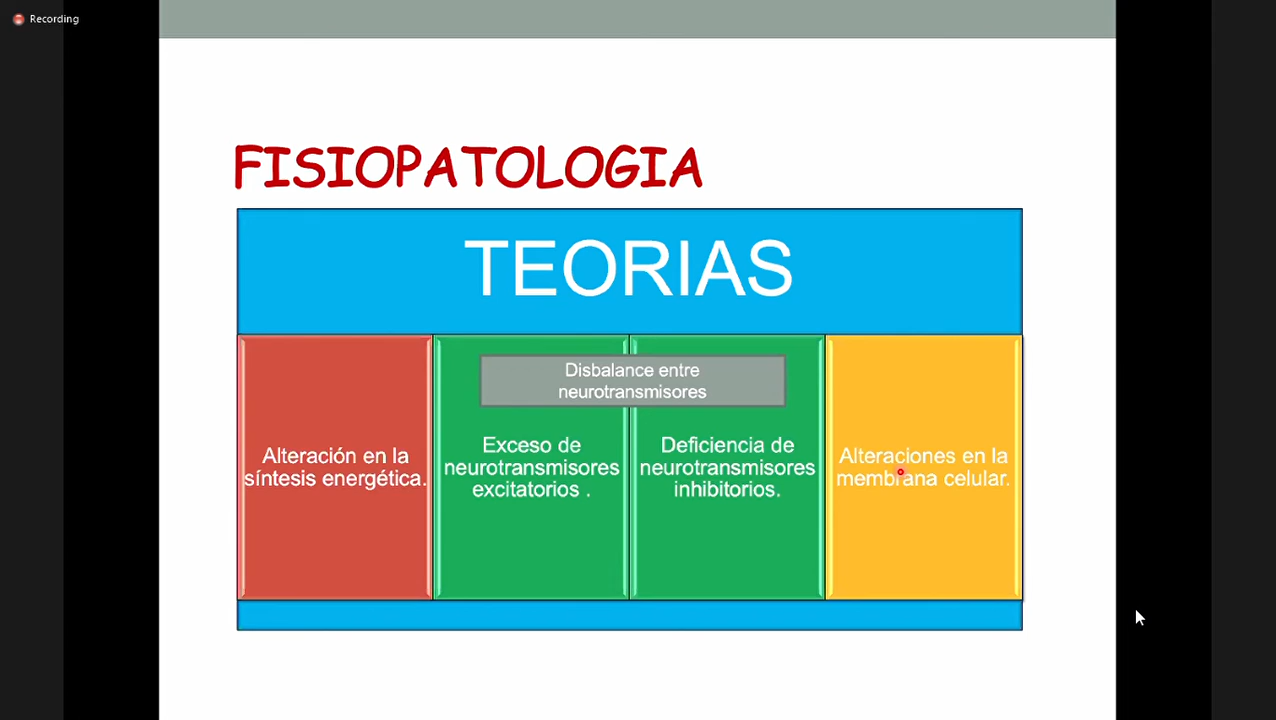 Recording
FISIOPATOLOGIA
TEORIAS
Disbalance entre
neurotransmisores
Alteración en la
síntesis energética.
Exceso de
neurotransmisores
excitatorios .
Deficiencia de
neurotransmisores
inhibitorios.
Alteraciones en la
membrana celular.